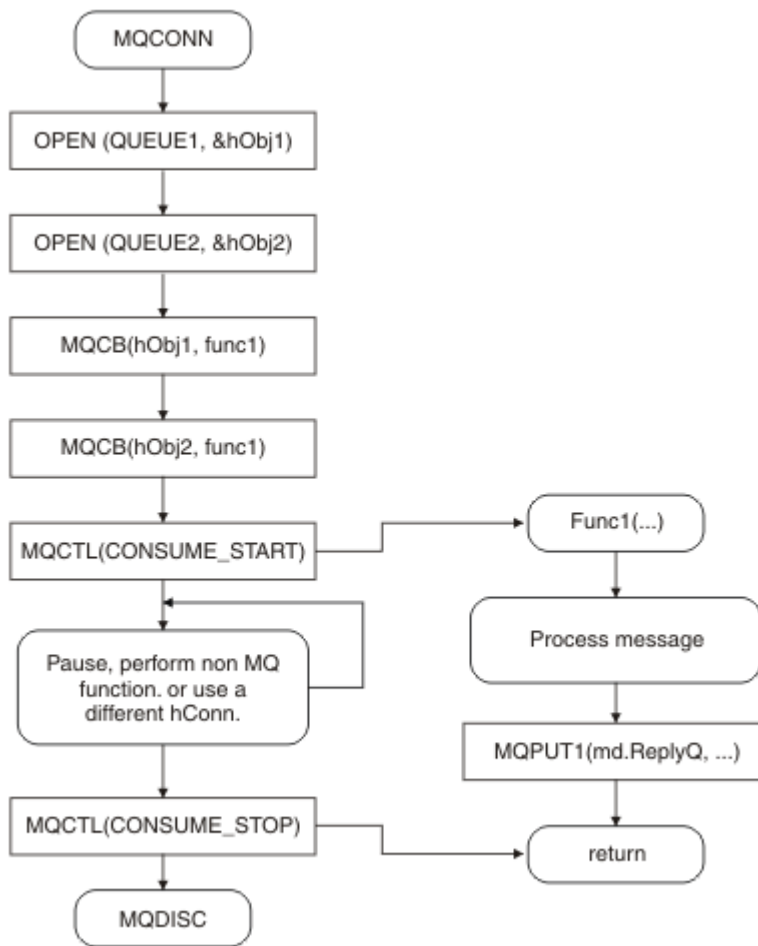 MQCONN
OPEN (QUEUE1, &hObj1)
OPEN (QUEUE2, &hObj2)
MQCB(hObj1, func1)
MQCB(hObj2, func1)
MQCTL(CONSUME_START)
Pause, perform non MQ
function. or use a
different hConn.
MQCTL(CONSUME_STOP)
MQDISC
Func1(...)
Process message
MQPUT1(md.ReplyQ, ...)
return